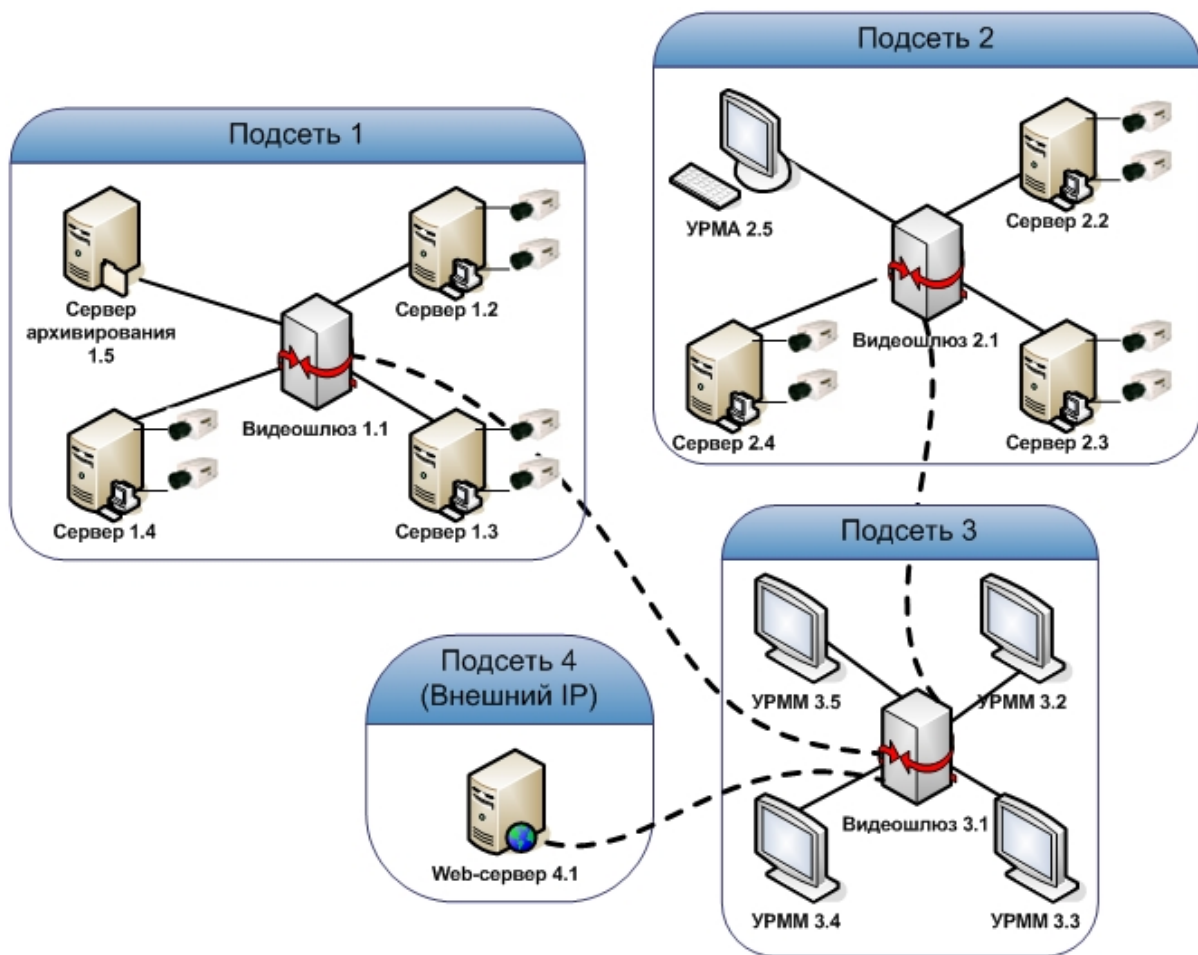 Подсеть 1
Сервер
архивирования
1.5
Сервер 1.2
Видеошлюз 1.1
Сервер 1.4
Сервер 1.3
Подсеть 2
УРМА 2.5
Сервер 2.2
Видеошлюз 2.1
Сервер 2.4
Сервер 2.3
Подсеть 3
УРММ 3.5
УРММ 3.2
Видеошлюз 3.1
УРММ 3.4
УРММ 3.3
Подсеть 4
(Внешний IP)
Web-сервер 4.1